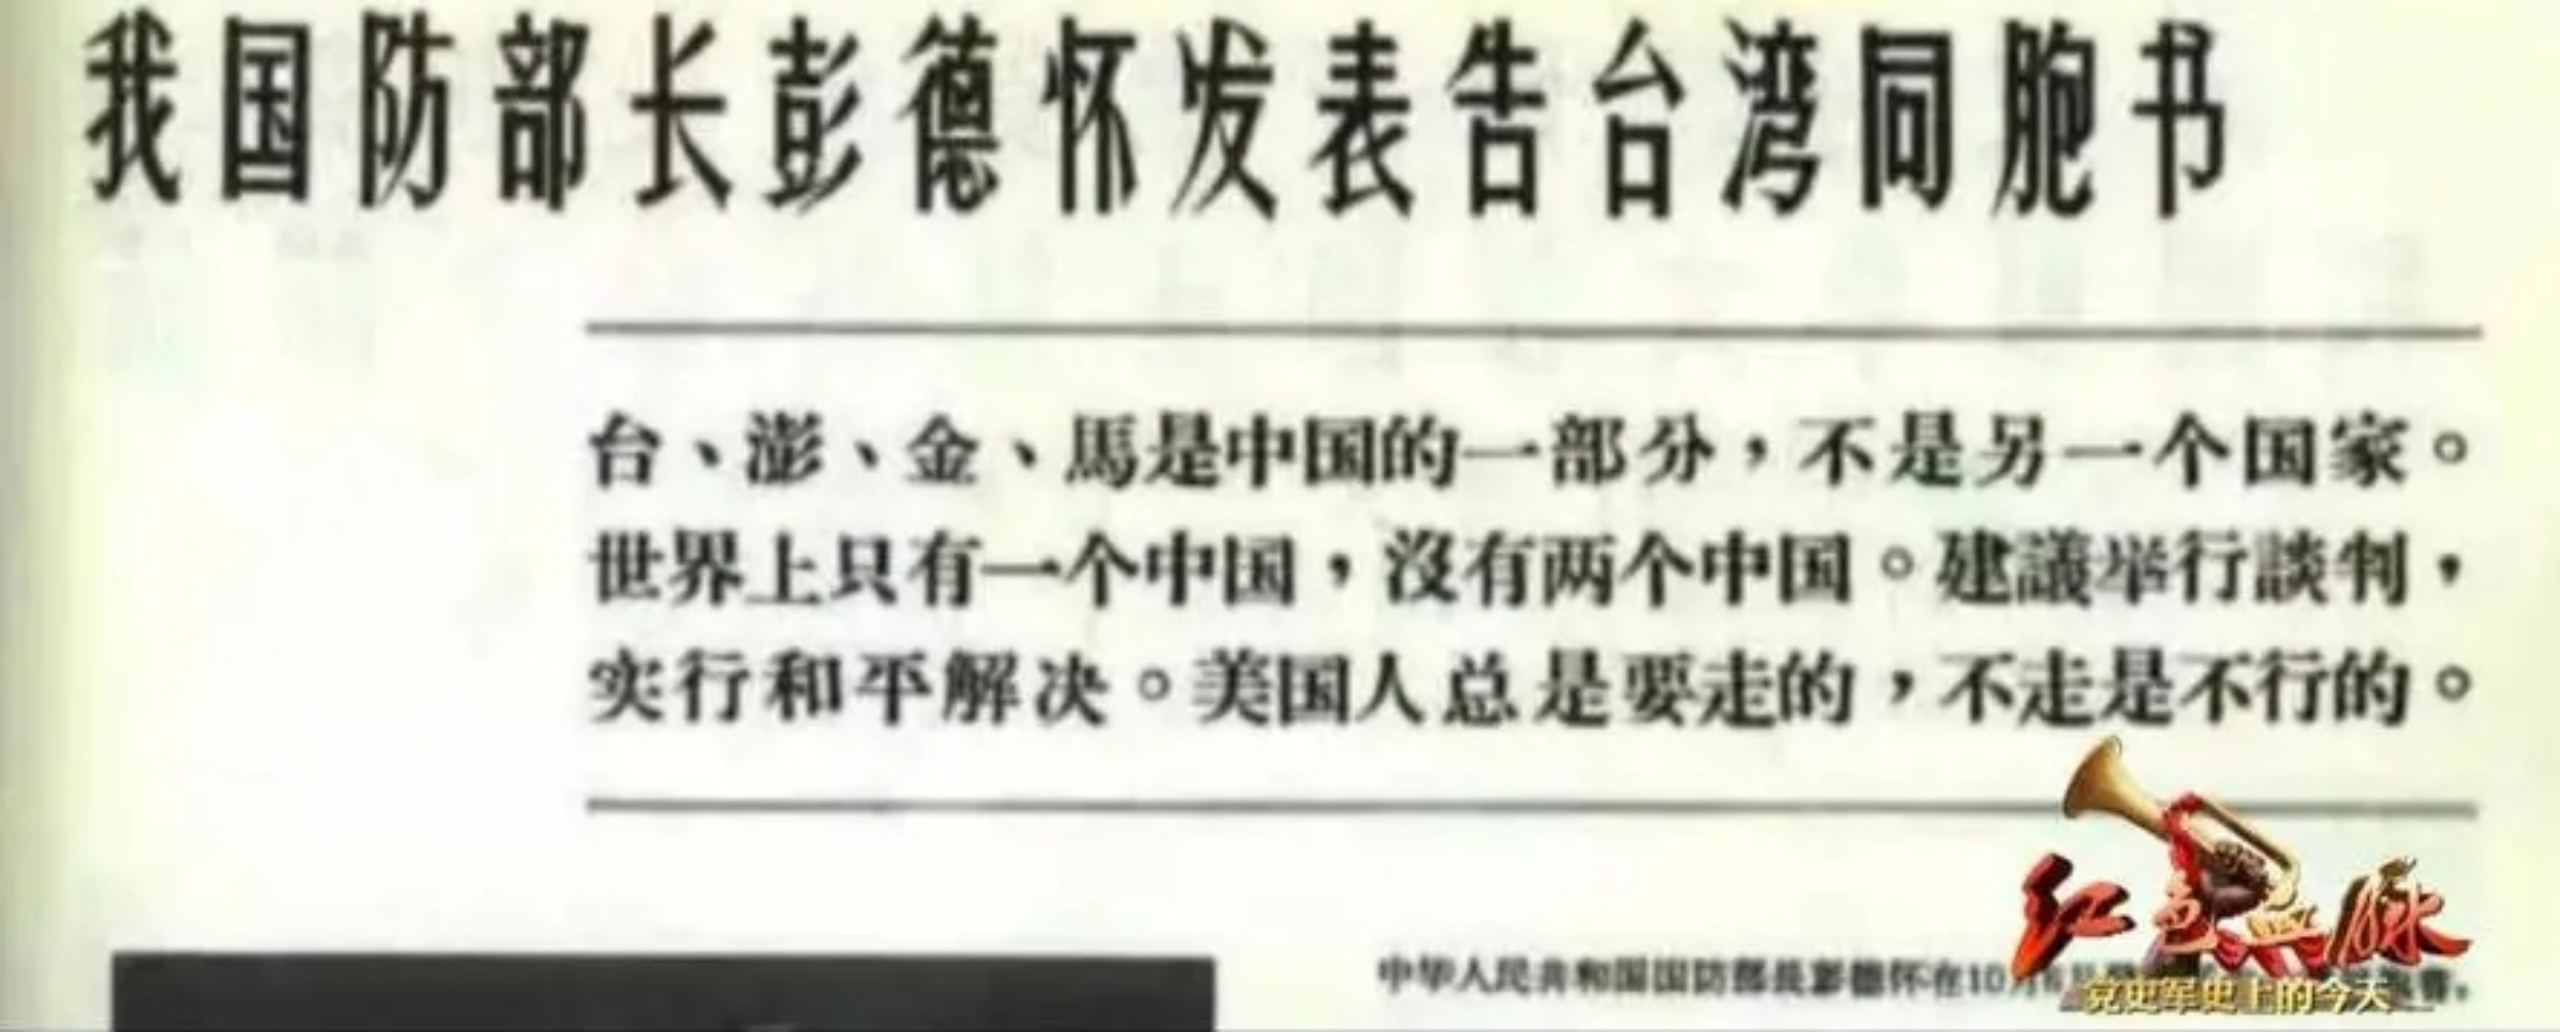 我国防部长彭德怀发表告台湾同胞书
台、澎、金、馬是中国的一部分，不是另一个国家。
世界上只有一个中国，沒有两个中国。建議举行談判，
实行和平解决。美国人总是要走的，不走是不行的。
中华人民共和国国防部長彭德怀在10月6
红色血脉
党史军史上的今天